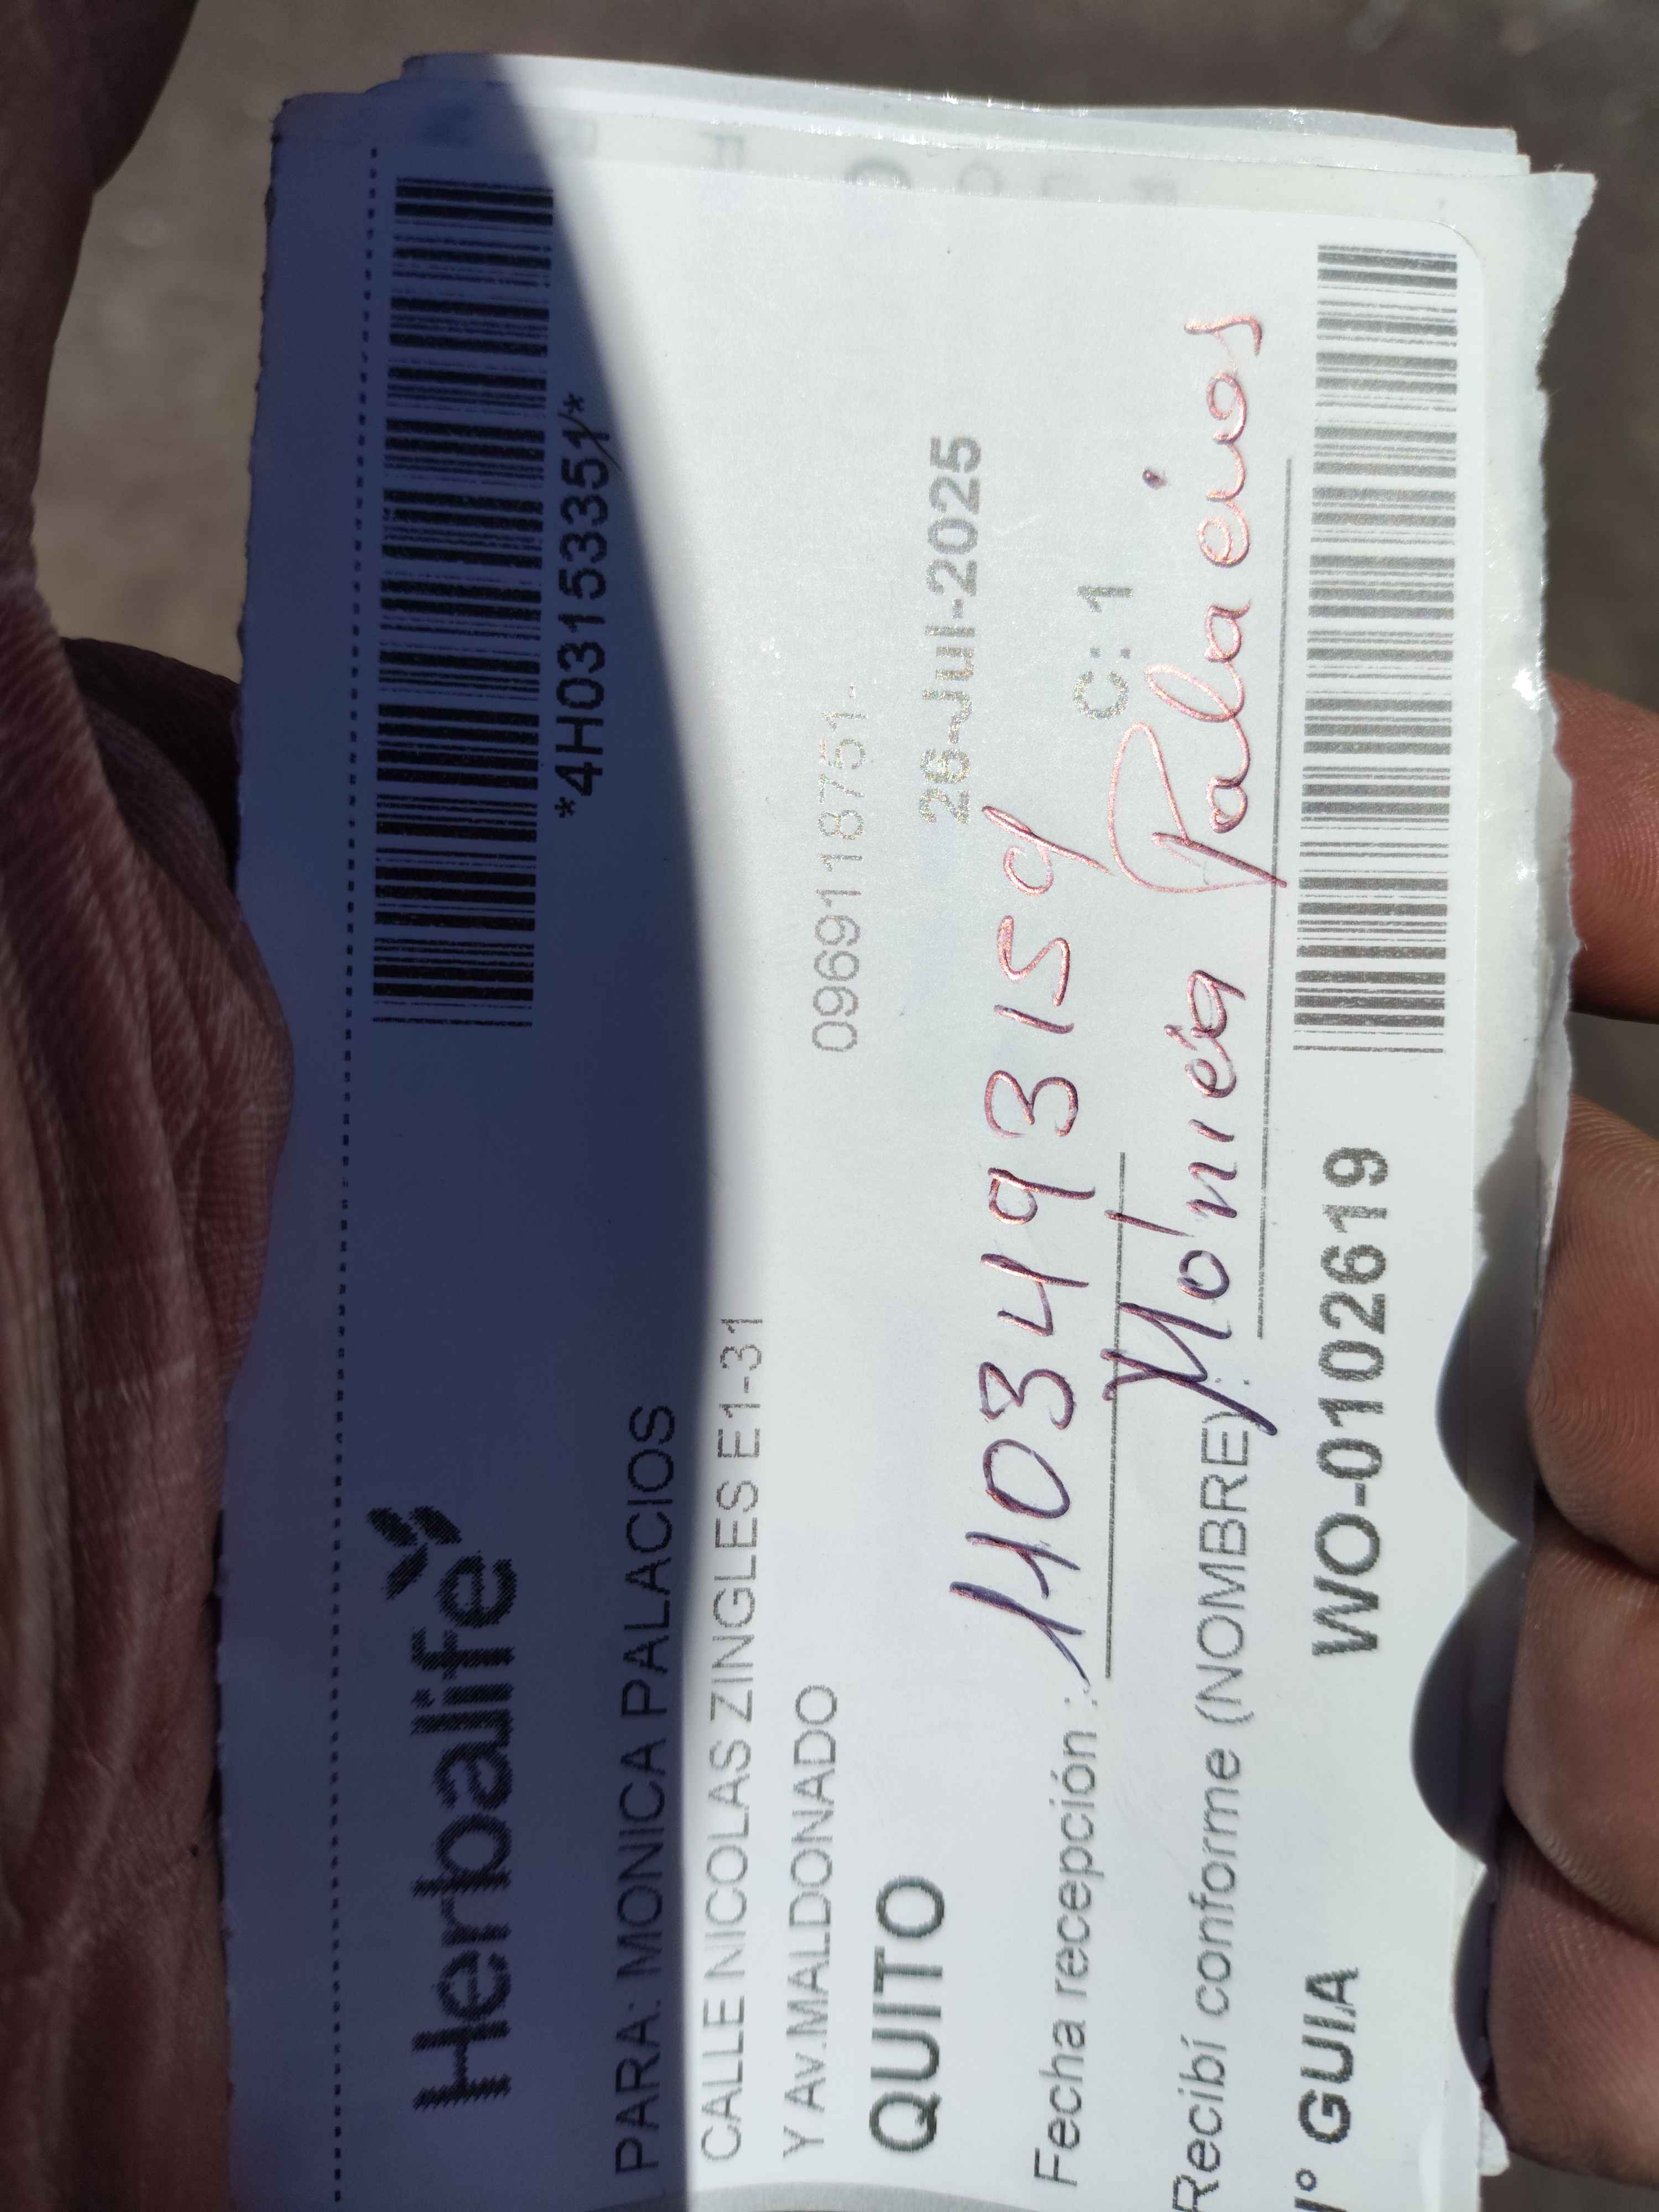 Herbalife
*4H03153351*
PARA: MONICA PALACIOS
CALLE NICOLAS ZINGLES E1-31
Y AV.MALDONADO 0969118751-
QUITO 26-Jul-2025
Fecha recepción : 1103493159
C: 1
Recibí conforme (NOMBRE): Mónica Palacios
N° GUIA WO-0102619